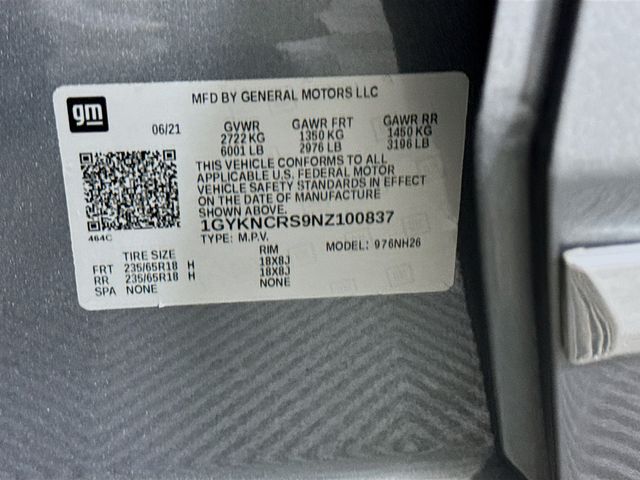 gm
MFD BY GENERAL MOTORS LLC
06/21 GVWR GAWR FRT GAWR RR
2722 KG 1350 KG 1450 KG
6001 LB 2976 LB 3196 LB
THIS VEHICLE CONFORMS TO ALL
APPLICABLE U.S. FEDERAL MOTOR
VEHICLE SAFETY STANDARDS IN EFFECT
ON THE DATE OF MANUFACTURE
SHOWN ABOVE.
464C
1GYKNCRS9NZ100837
TYPE: M.P.V. MODEL: 976NH26
TIRE SIZE RIM
FRT 235/65R18 H 18X8J
RR 235/65R18 H 18X8J
SPA NONE NONE